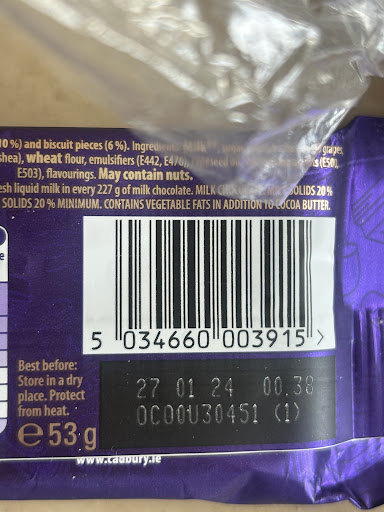 10 %) and biscuit pieces (6 %). Ingredients: Milk
shea), wheat flour, emulsifiers (E442, E476),
E503), flavourings. May contain nuts.
esh liquid milk in every 227 g of milk chocolate. MILK SOLIDS 20 %
SOLIDS 20 % MINIMUM. CONTAINS VEGETABLE FATS IN ADDITION TO COCOA BUTTER.
5 034660 003915 >
Best before:
Store in a dry
place. Protect
from heat.
27 01 24 00.38
OCOOU30451 (1)
e 53 g
www.cadbury.ie